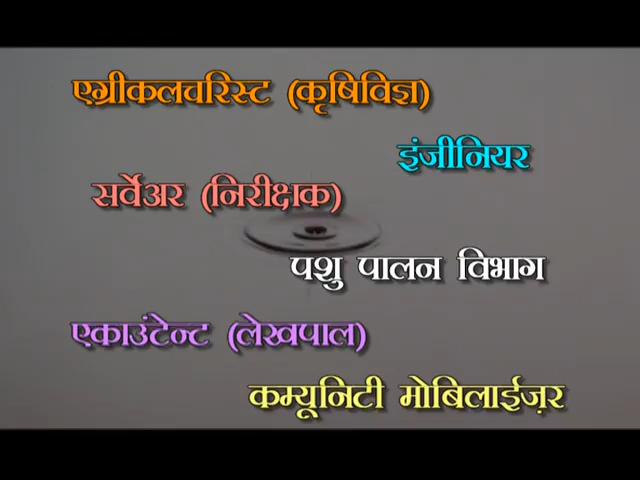 एग्रीकलचरिस्ट (कृषिविज्ञ)
इंजीनियर
सर्वेअर (निरीक्षक)
पशु पालन विभाग
एकाउंटेन्ट (लेखपाल)
कम्यूनिटी मोबिलाईज़र